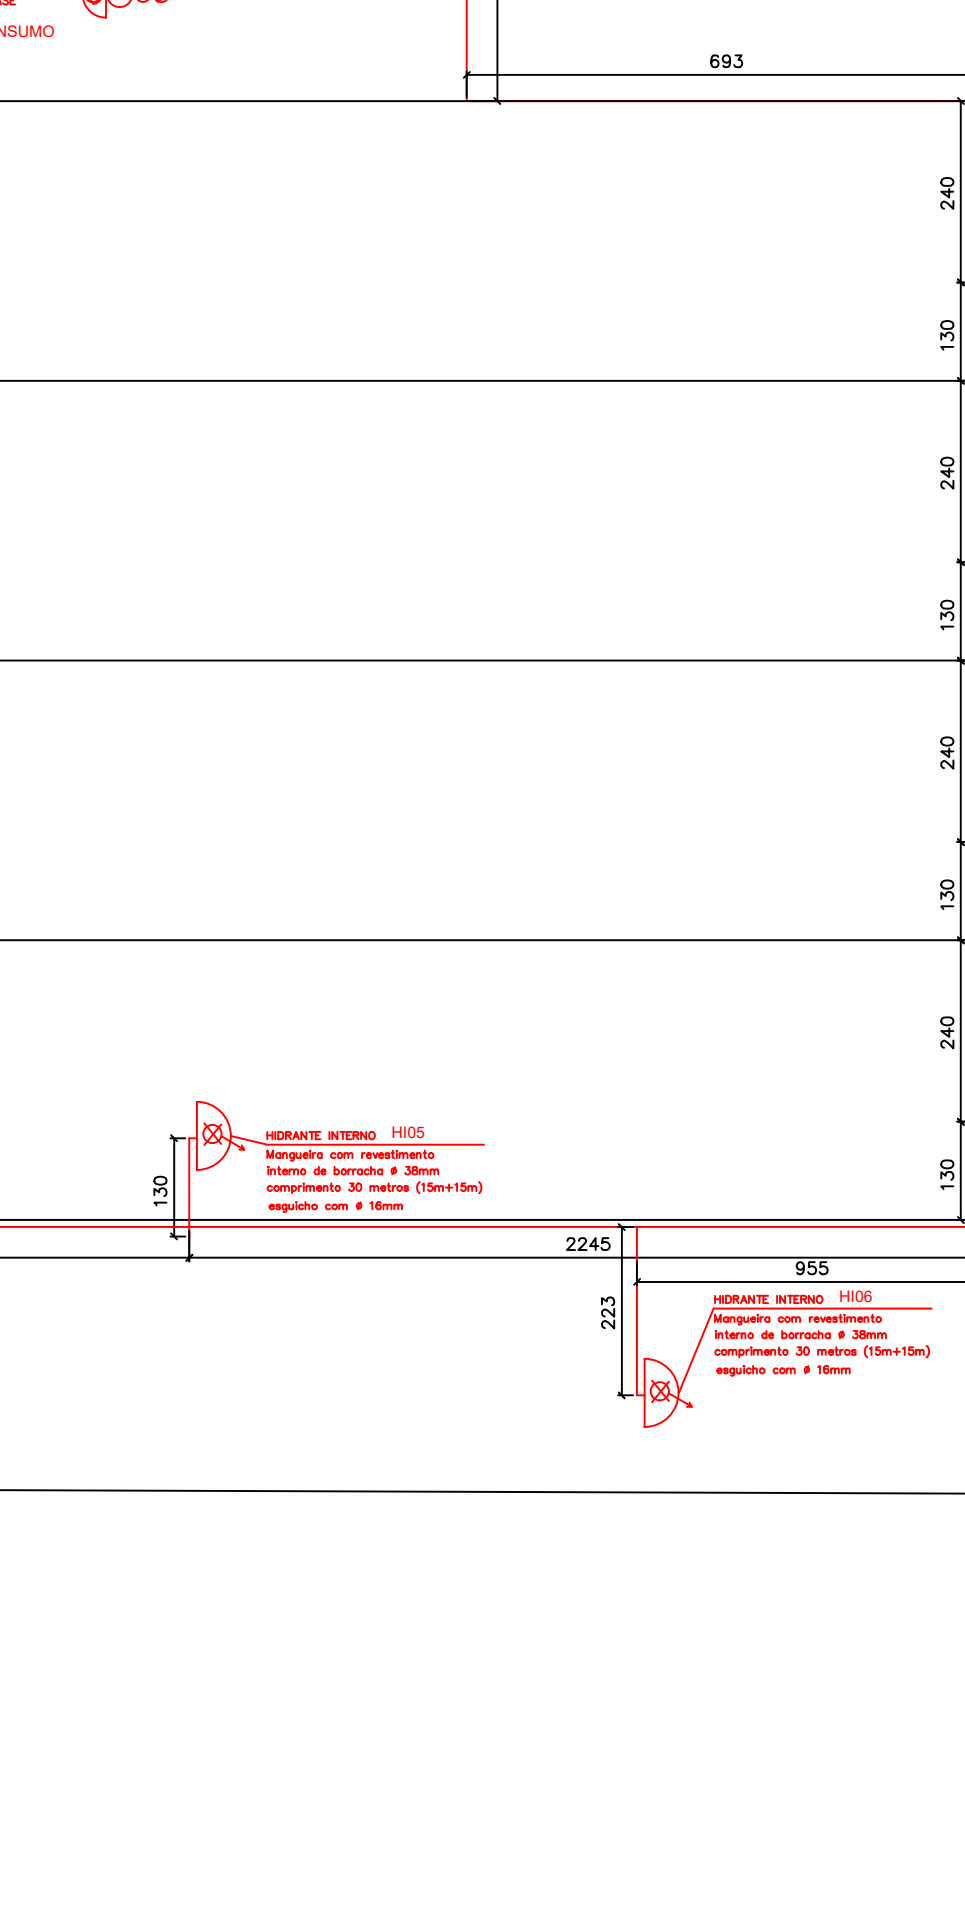 NSUMO
693
240
130
240
130
240
130
240
130
HIDRANTE INTERNO HI05
Mangueira com revestimento
interno de borracha ø 38mm
comprimento 30 metros (15m+15m)
esguicho com ø 16mm
130
2245
955
223
HIDRANTE INTERNO HI06
Mangueira com revestimento
interno de borracha ø 38mm
comprimento 30 metros (15m+15m)
esguicho com ø 16mm